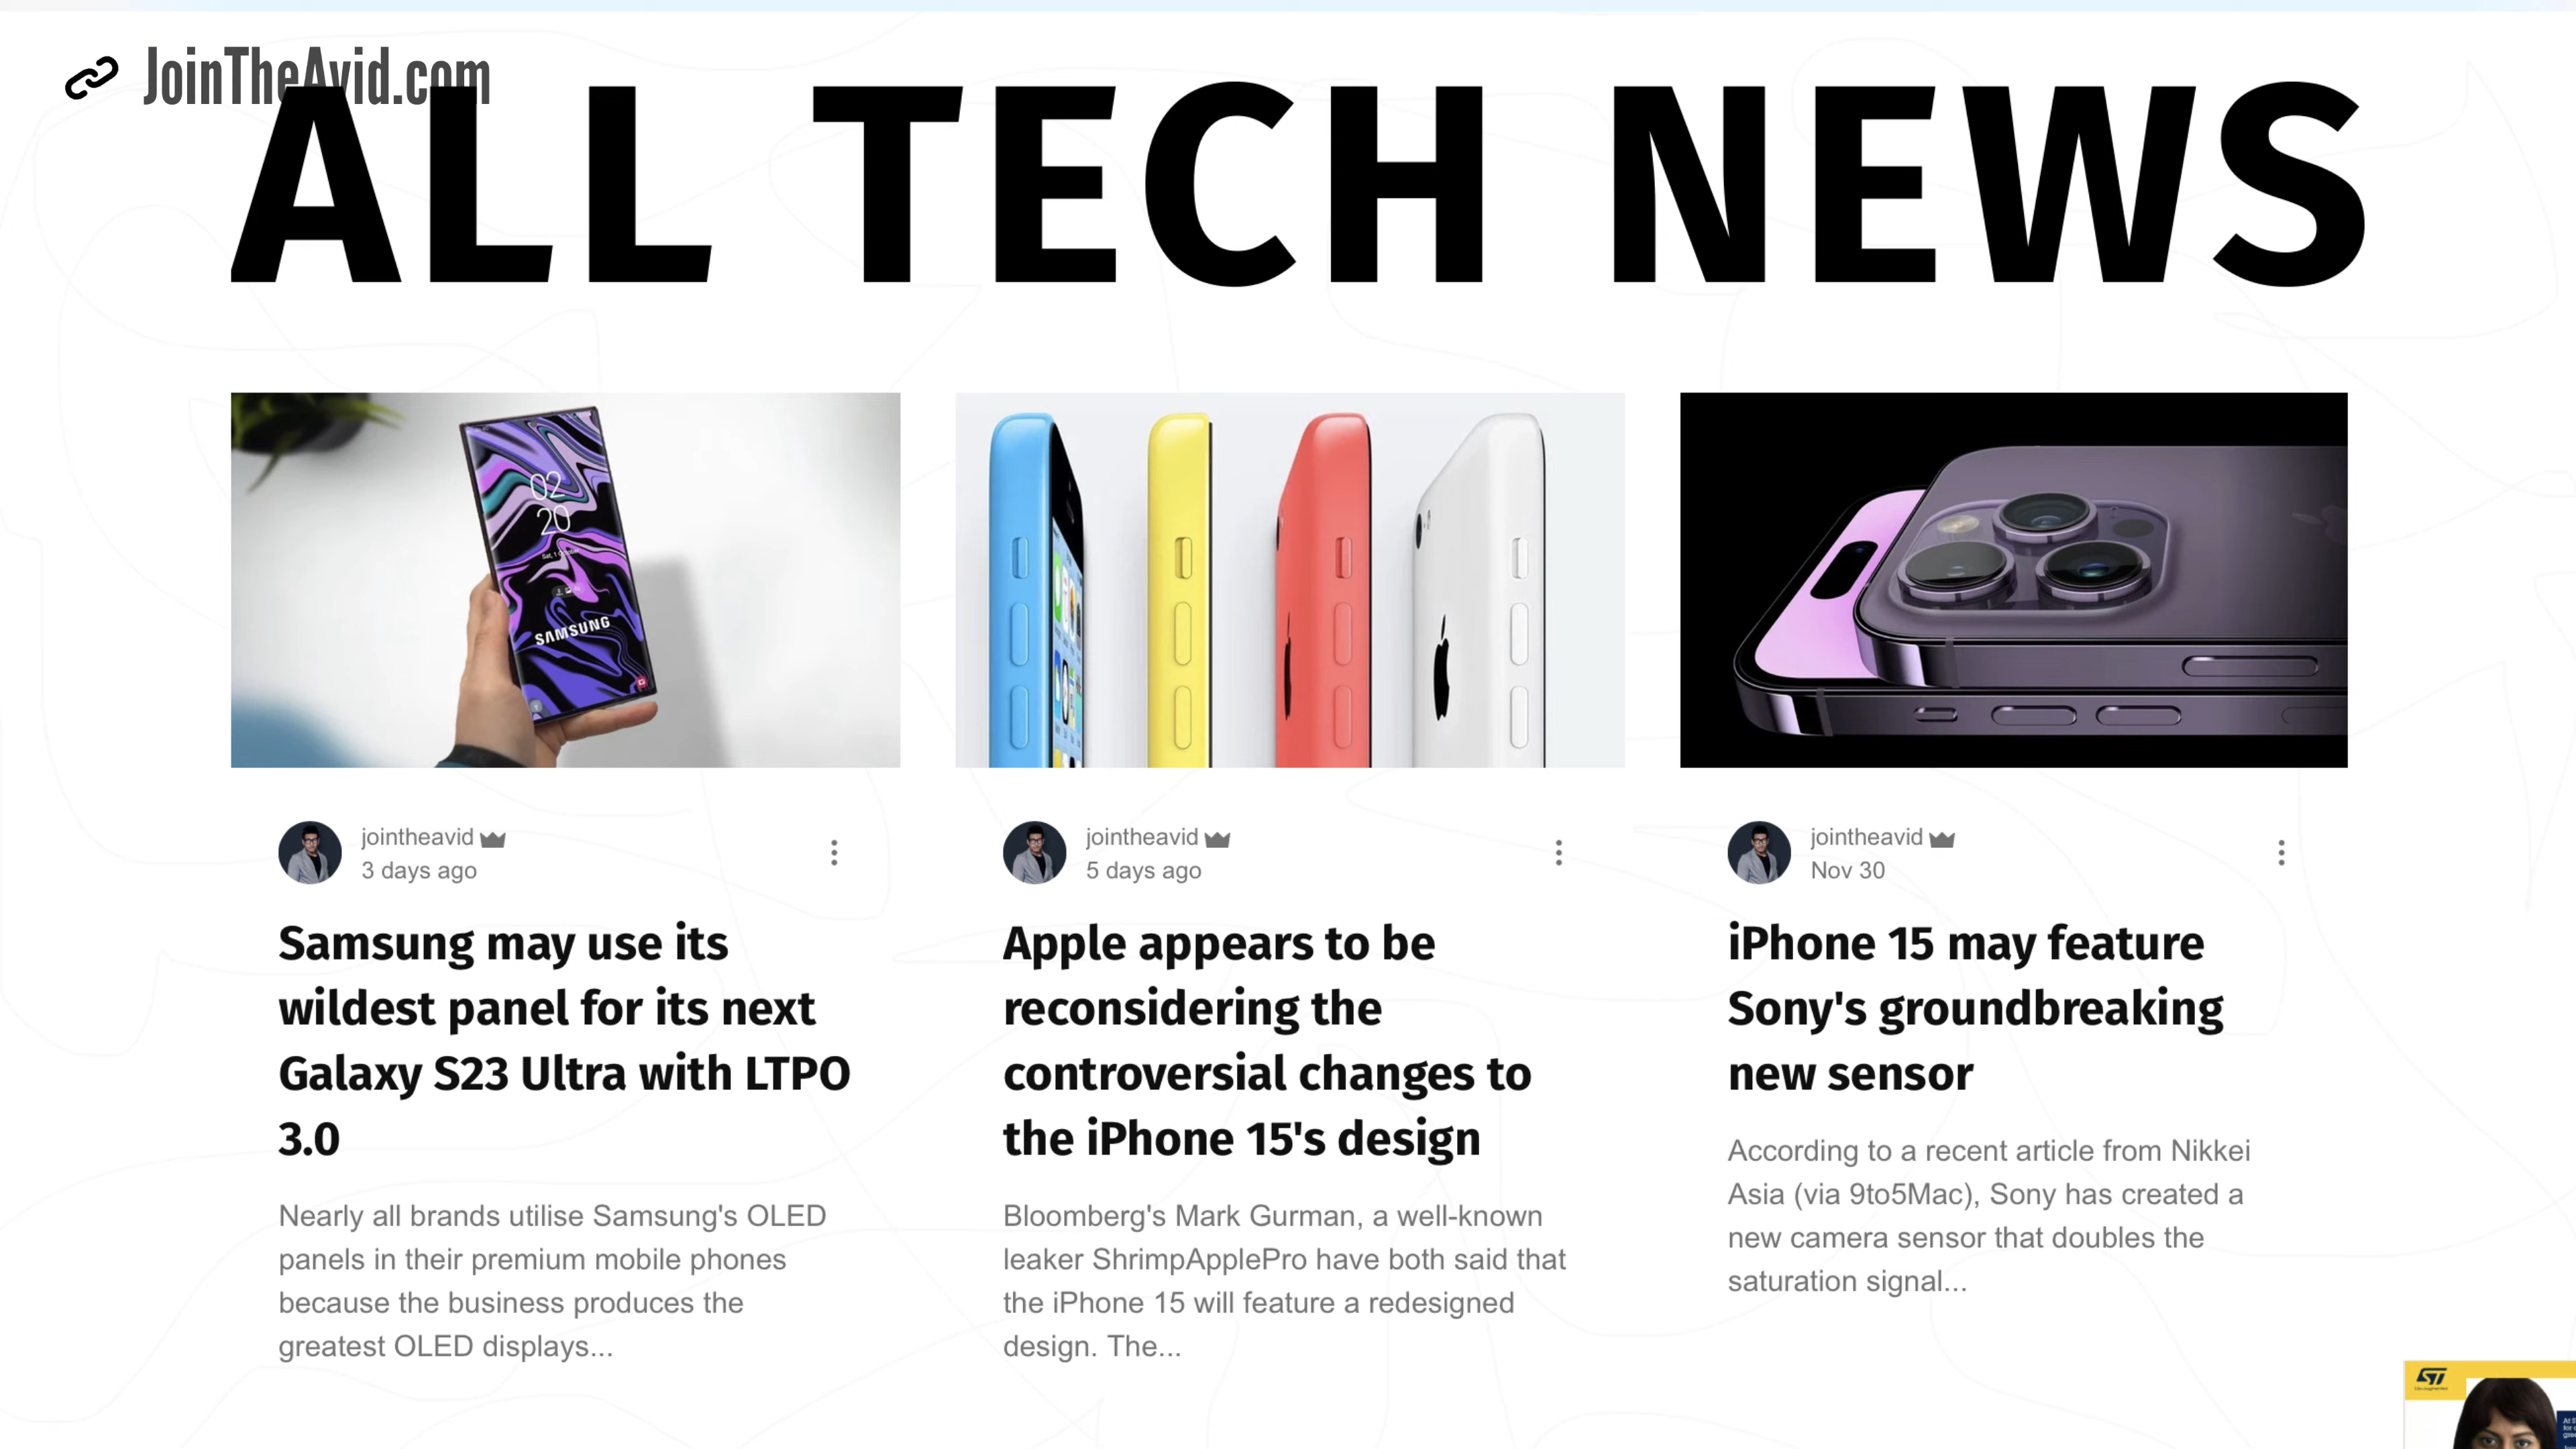 JoinTheAvid.com
ALL TECH NEWS
02
20
SAMSUNG
jointheavid
3 days ago
Samsung may use its
wildest panel for its next
Galaxy S23 Ultra with LTPO
3.0
Nearly all brands utilise Samsung's OLED
panels in their premium mobile phones
because the business produces the
greatest OLED displays...
jointheavid
5 days ago
Apple appears to be
reconsidering the
controversial changes to
the iPhone 15's design
Bloomberg's Mark Gurman, a well-known
leaker ShrimpApplePro have both said that
the iPhone 15 will feature a redesigned
design. The...
jointheavid
Nov 30
iPhone 15 may feature
Sony's groundbreaking
new sensor
According to a recent article from Nikkei
Asia (via 9to5Mac), Sony has created a
new camera sensor that doubles the
saturation signal...
ST